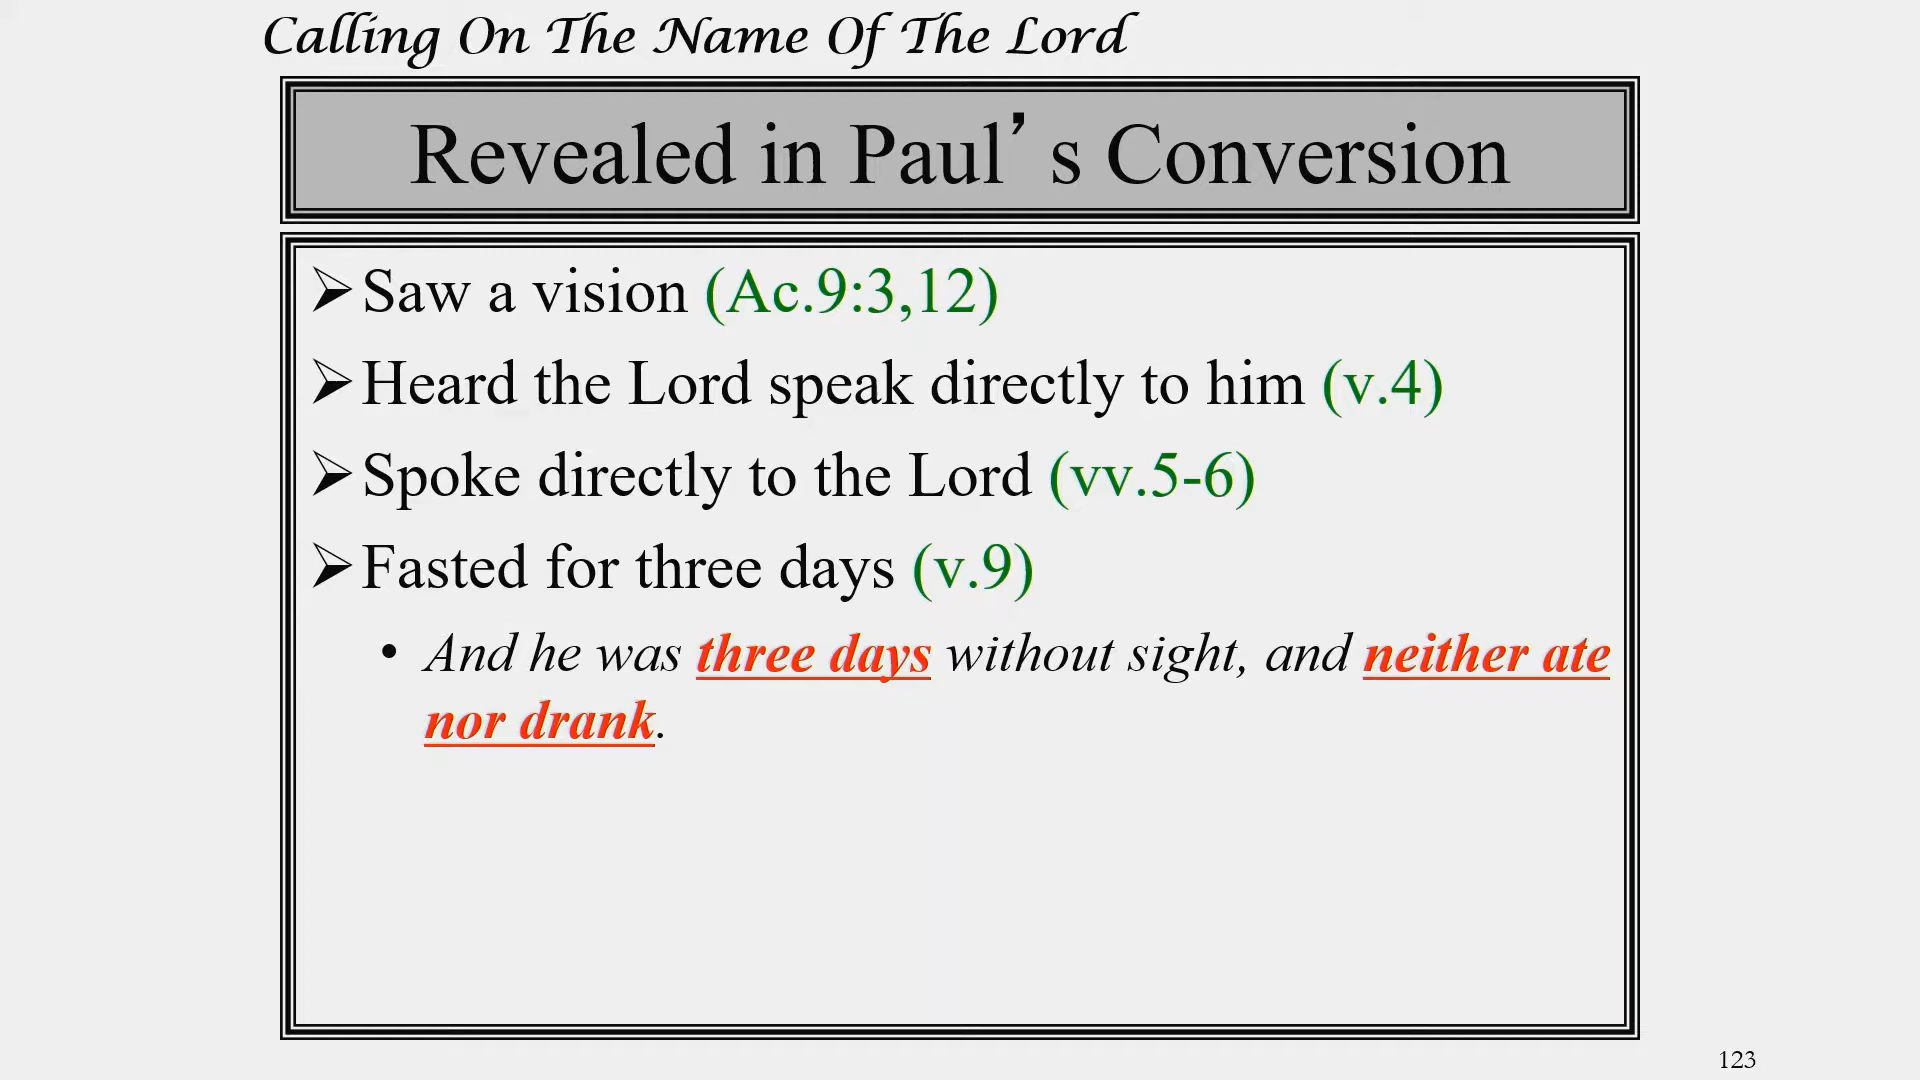 Calling On The Name Of The Lord
Revealed in Paul’s Conversion
➢Saw a vision (Ac.9:3,12)
➢Heard the Lord speak directly to him (v.4)
➢Spoke directly to the Lord (vv.5-6)
➢Fasted for three days (v.9)
• And he was three days without sight, and neither ate
nor drank.
123